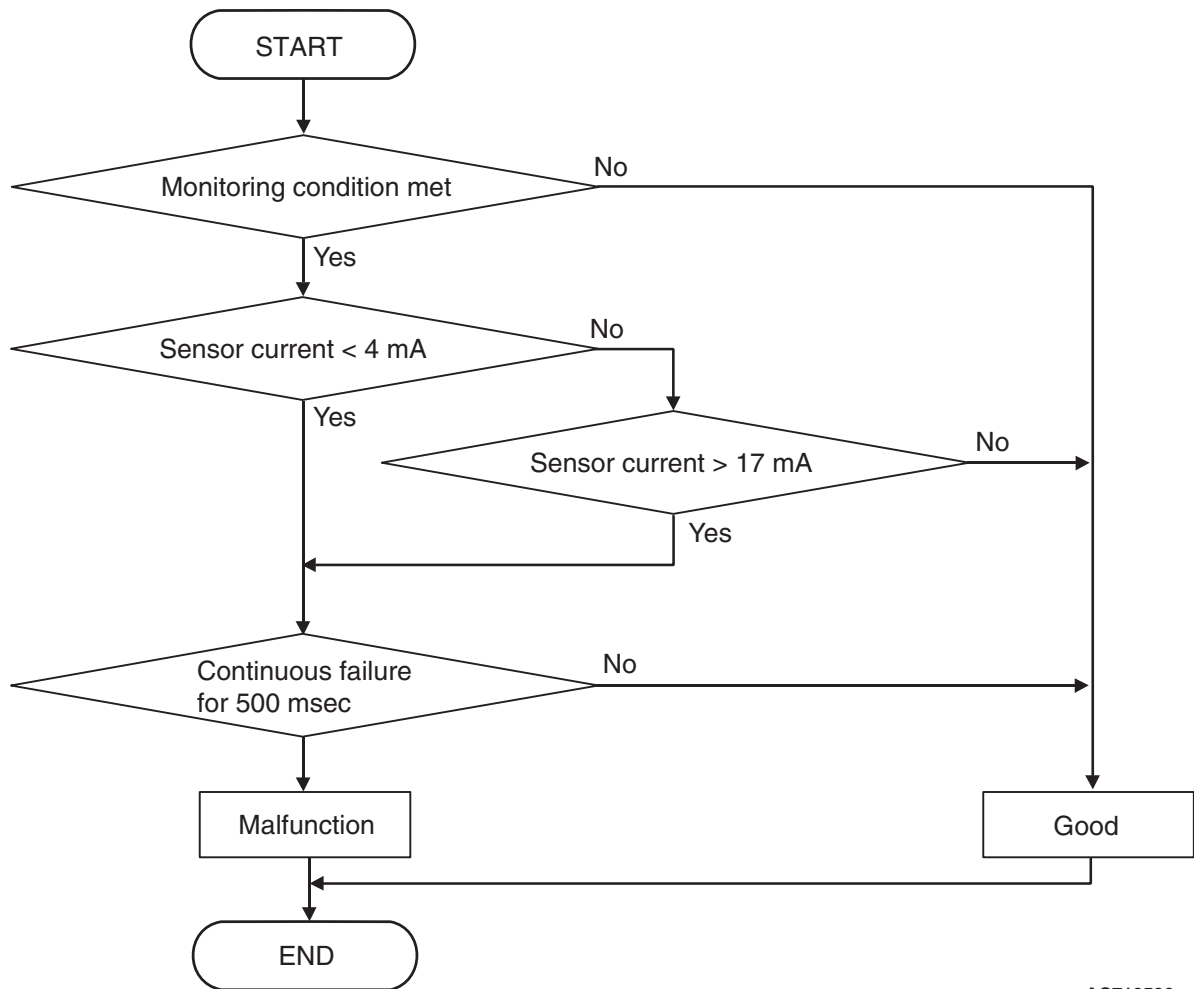 START
Monitoring condition met
No
Yes
Sensor current < 4 mA
No
Yes
Sensor current > 17 mA
No
Yes
Continuous failure
for 500 msec
No
Malfunction
Good
END